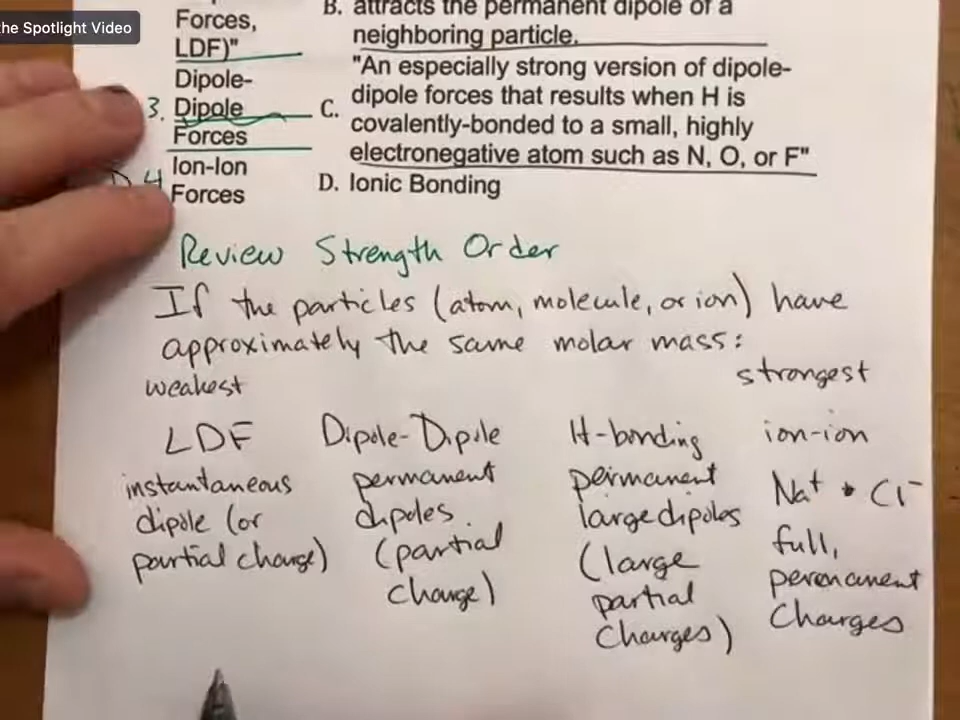 the Spotlight Video
Forces,
LDF)"
Dipole-
3. Dipole
Forces
Ion-Ion
4 Forces
B. attracts the permanent dipole of a
neighboring particle.
"An especially strong version of dipole-
C. dipole forces that results when H is
covalently-bonded to a small, highly
electronegative atom such as N, O, or F"
D. Ionic Bonding
Review Strength Order
If the particles (atom, molecule, or ion) have
approximately the same molar mass:
weakest strongest
LDF Dipole-Dipole H-bonding ion-ion
instantaneous permanent permanent Na+ Cl-
dipole (or dipoles large dipoles full,
partial charge) (partial (large permanent
charge) partial charges
charges)